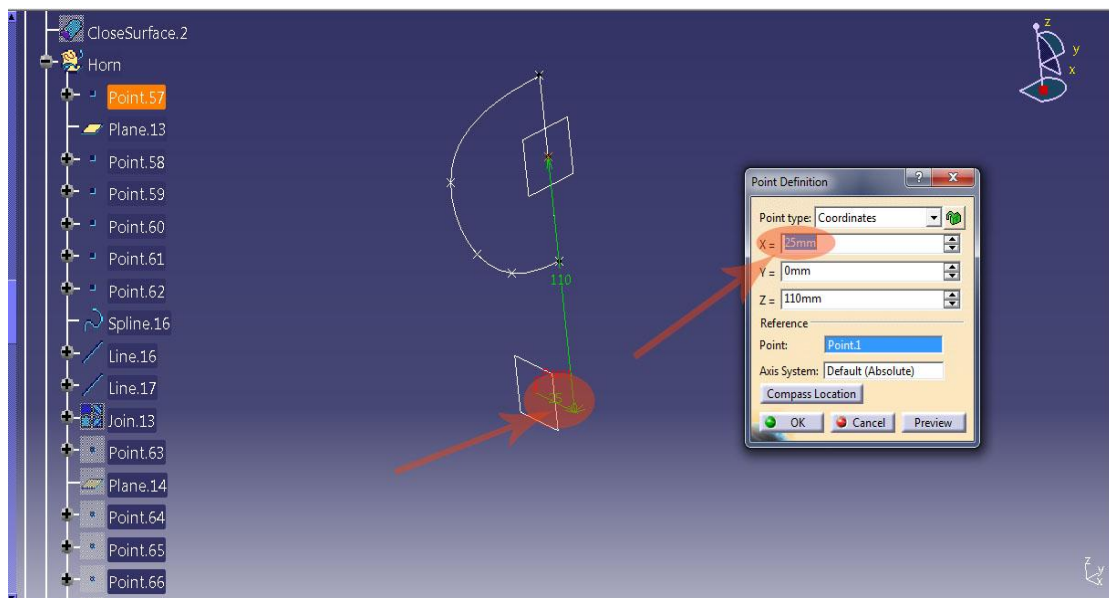 CloseSurface.2
Horn
Point.57
Plane.13
Point.58
Point.59
Point.60
Point.61
Point.62
Spline.16
Line.16
Line.17
Join.13
Point.63
Plane.14
Point.64
Point.65
Point.66
110
25
z
y
x
Point Definition
?
Point type: Coordinates
X = 25mm
Y = 0mm
Z = 110mm
Reference
Point: Point.1
Axis System: Default (Absolute)
Compass Location
OK Cancel Preview
z
y
x